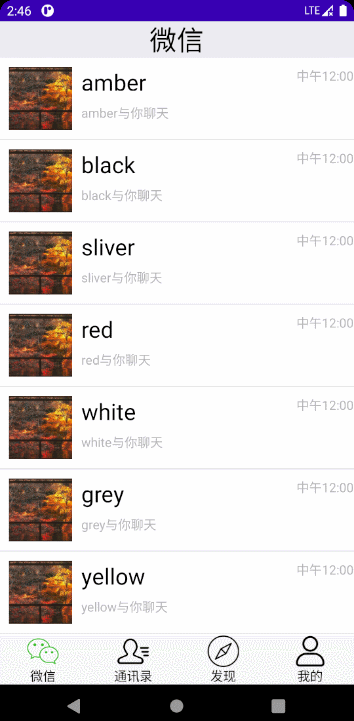 2:46 LTE
微信
amber 中午12:00
amber与你聊天
black 中午12:00
black与你聊天
sliver 中午12:00
sliver与你聊天
red 中午12:00
red与你聊天
white 中午12:00
white与你聊天
grey 中午12:00
grey与你聊天
yellow 中午12:00
yellow与你聊天
微信 通讯录 发现 我的